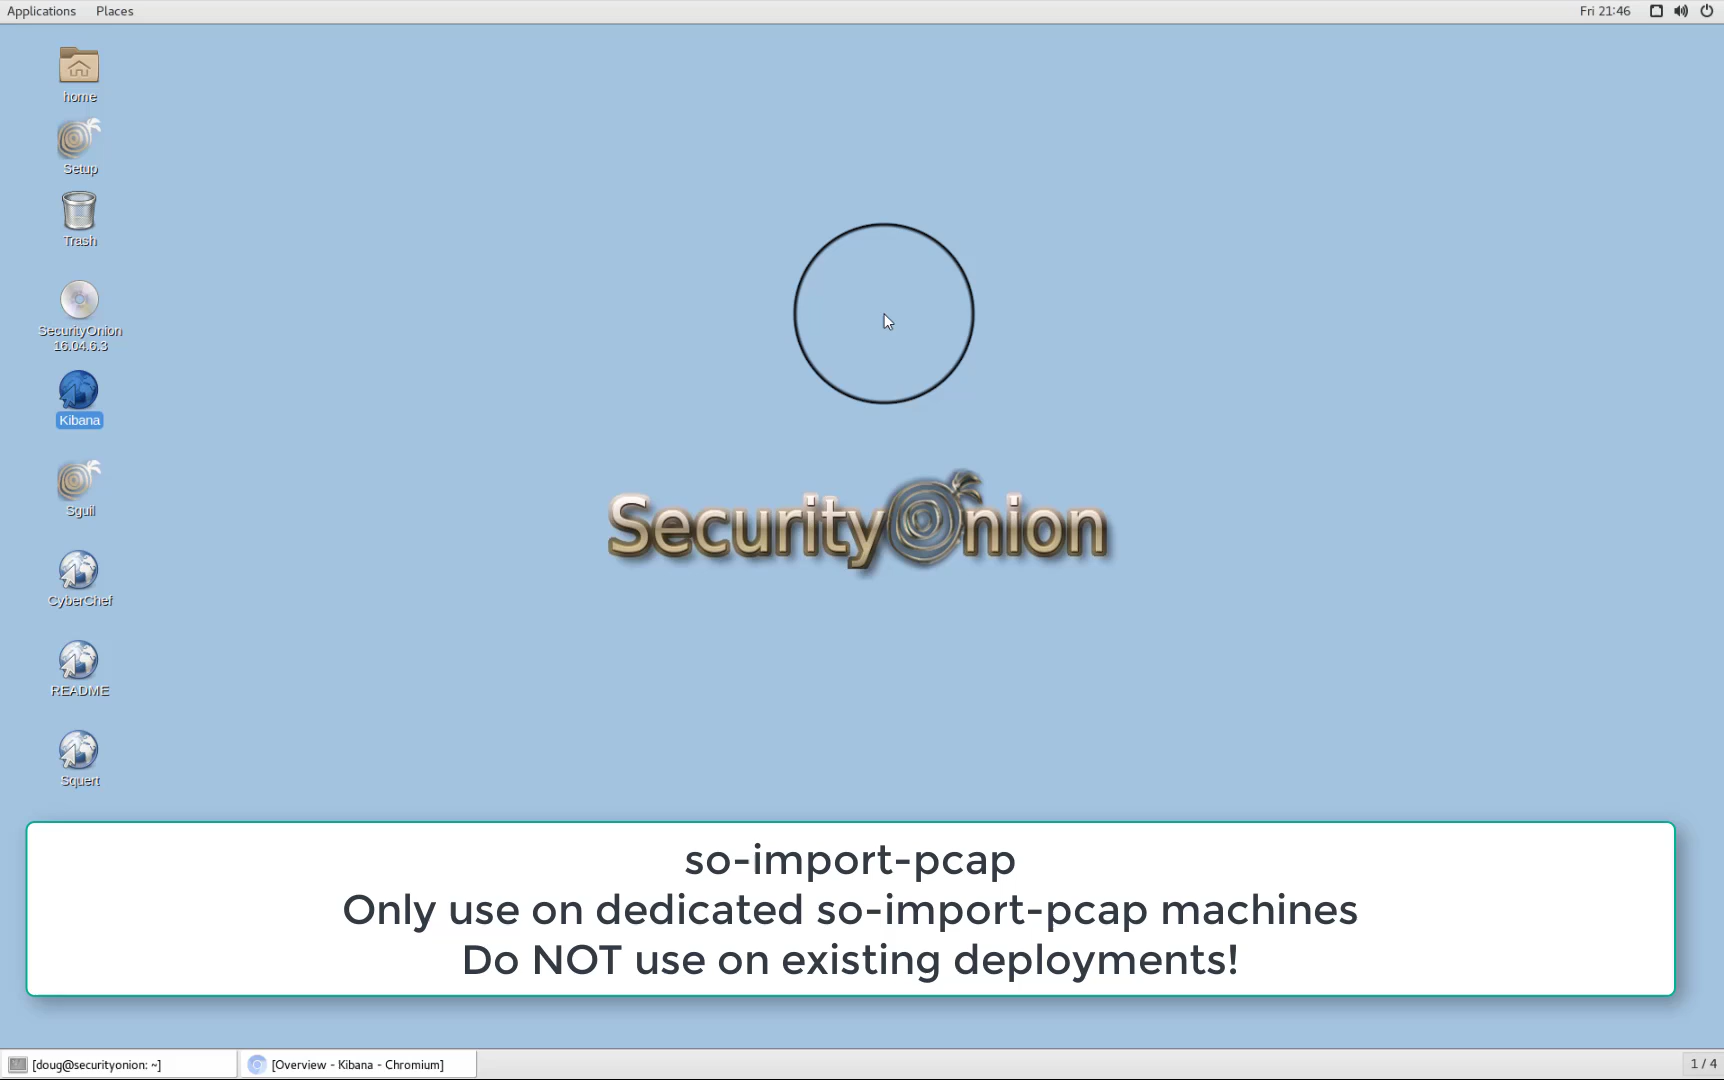 Applications Places Fri 21:46
home
Setup
Trash
SecurityOnion
16.04.6.3
Kibana
Sguil
CyberChef
README
Squert
SecurityOnion
so-import-pcap
Only use on dedicated so-import-pcap machines
Do NOT use on existing deployments!
[doug@securityonion: ~] [Overview - Kibana - Chromium] 1 / 4